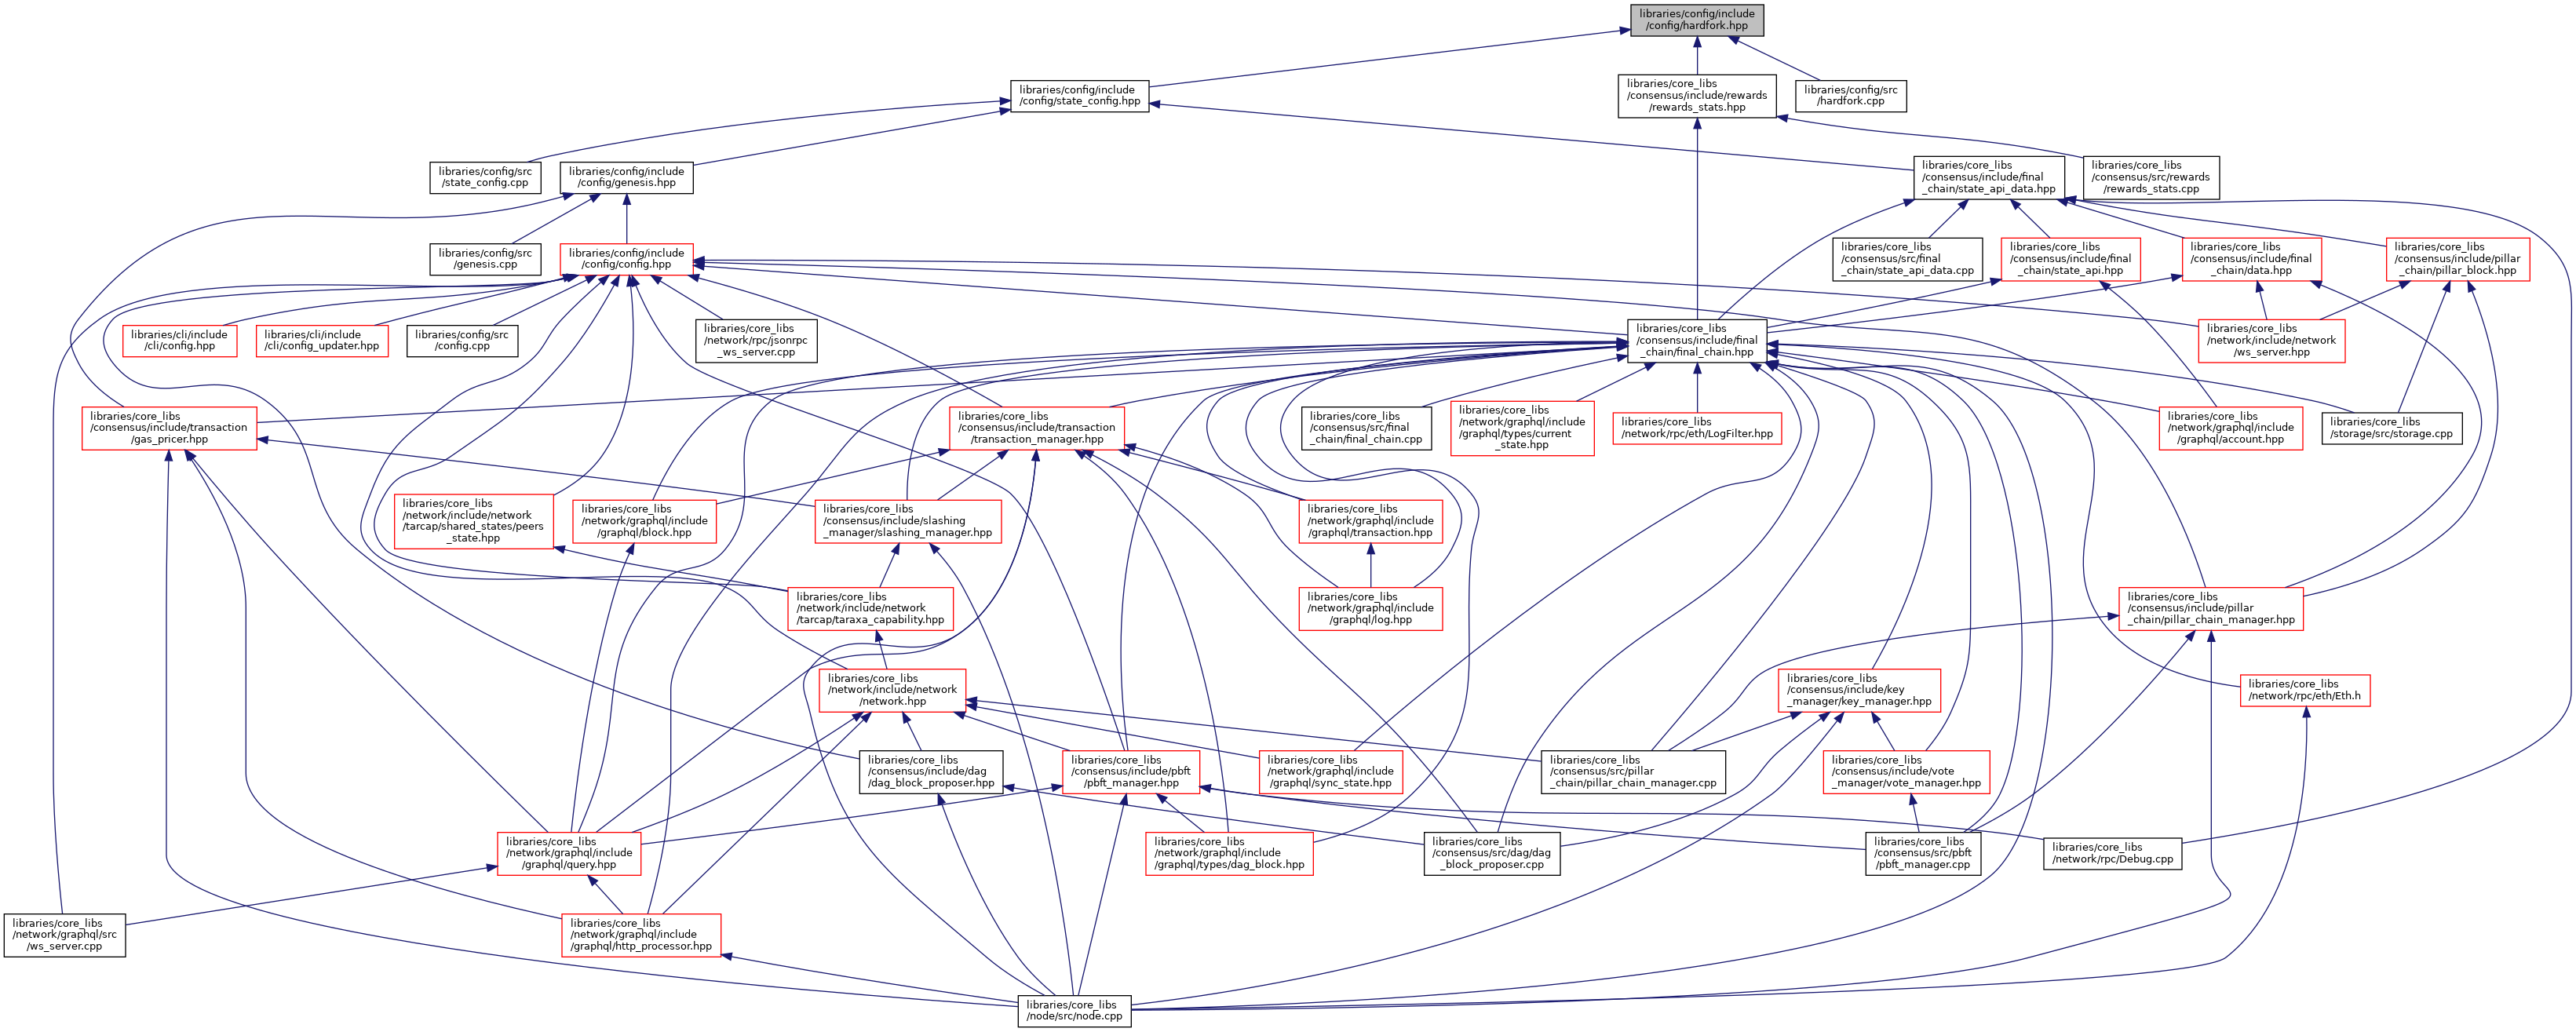 libraries/config/include
/config/hardfork.hpp
libraries/config/include
/config/state_config.hpp
libraries/core_libs
/consensus/include/rewards
/rewards_stats.hpp
libraries/config/src
/hardfork.cpp
libraries/config/src
/state_config.cpp
libraries/config/include
/config/genesis.hpp
libraries/core_libs
/consensus/include/final
_chain/state_api_data.hpp
libraries/core_libs
/consensus/src/rewards
/rewards_stats.cpp
libraries/config/src
/genesis.cpp
libraries/config/include
/config/config.hpp
libraries/core_libs
/consensus/src/final
_chain/state_api_data.cpp
libraries/core_libs
/consensus/include/final
_chain/state_api.hpp
libraries/core_libs
/consensus/include/final
_chain/data.hpp
libraries/core_libs
/consensus/include/pillar
_chain/pillar_block.hpp
libraries/cli/include
/cli/config.hpp
libraries/cli/include
/cli/config_updater.hpp
libraries/config/src
/config.cpp
libraries/core_libs
/network/rpc/jsonrpc
_ws_server.cpp
libraries/core_libs
/consensus/include/final
_chain/final_chain.hpp
libraries/core_libs
/network/include/network
/ws_server.hpp
libraries/core_libs
/consensus/include/transaction
/gas_pricer.hpp
libraries/core_libs
/consensus/include/transaction
/transaction_manager.hpp
libraries/core_libs
/consensus/src/final
_chain/final_chain.cpp
libraries/core_libs
/network/graphql/include
/graphql/types/current
_state.hpp
libraries/core_libs
/network/rpc/eth/LogFilter.hpp
libraries/core_libs
/network/graphql/include
/graphql/account.hpp
libraries/core_libs
/storage/src/storage.cpp
libraries/core_libs
/network/include/network
/tarcap/shared_states/peers
_state.hpp
libraries/core_libs
/network/graphql/include
/graphql/block.hpp
libraries/core_libs
/consensus/include/slashing
_manager/slashing_manager.hpp
libraries/core_libs
/network/graphql/include
/graphql/transaction.hpp
libraries/core_libs
/network/include/network
/tarcap/taraxa_capability.hpp
libraries/core_libs
/network/graphql/include
/graphql/log.hpp
libraries/core_libs
/consensus/include/pillar
_chain/pillar_chain_manager.hpp
libraries/core_libs
/network/include/network
/network.hpp
libraries/core_libs
/consensus/include/key
_manager/key_manager.hpp
libraries/core_libs
/network/rpc/eth/Eth.h
libraries/core_libs
/consensus/include/dag
/dag_block_proposer.hpp
libraries/core_libs
/consensus/include/pbft
/pbft_manager.hpp
libraries/core_libs
/network/graphql/include
/graphql/sync_state.hpp
libraries/core_libs
/consensus/src/pillar
_chain/pillar_chain_manager.cpp
libraries/core_libs
/consensus/include/vote
_manager/vote_manager.hpp
libraries/core_libs
/network/graphql/include
/graphql/query.hpp
libraries/core_libs
/network/graphql/include
/graphql/types/dag_block.hpp
libraries/core_libs
/consensus/src/dag/dag
_block_proposer.cpp
libraries/core_libs
/consensus/src/pbft
/pbft_manager.cpp
libraries/core_libs
/network/rpc/Debug.cpp
libraries/core_libs
/network/graphql/src
/ws_server.cpp
libraries/core_libs
/network/graphql/include
/graphql/http_processor.hpp
libraries/core_libs
/node/src/node.cpp